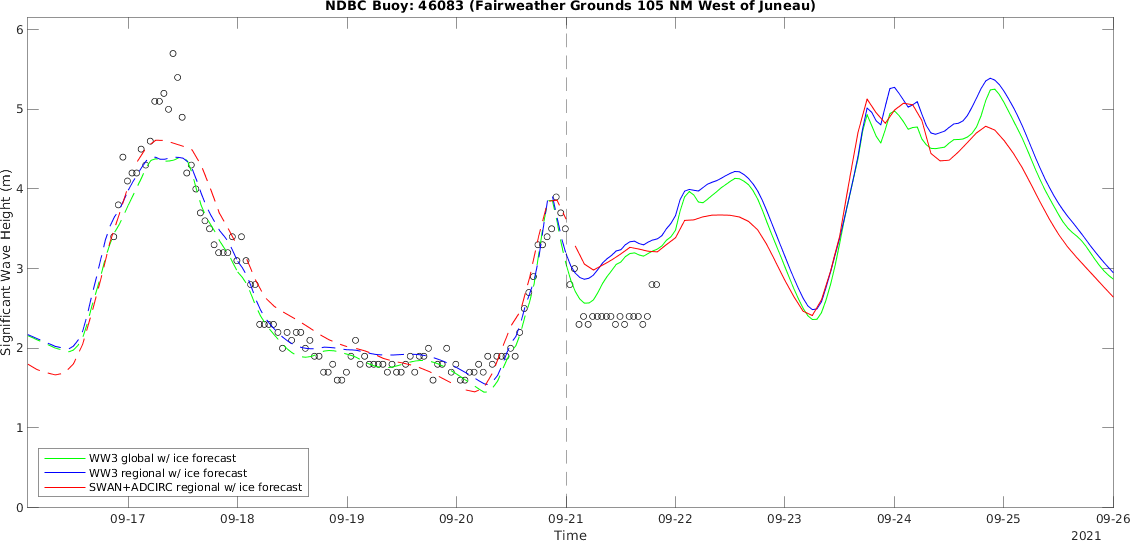 NDBC Buoy: 46083 (Fairweather Grounds 105 NM West of Juneau)
Significant Wave Height (m)
6
5
4
3
2
1
0
WW3 global w/ ice forecast
WW3 regional w/ ice forecast
SWAN+ADCIRC regional w/ ice forecast
09-17 09-18 09-19 09-20 09-21 09-22 09-23 09-24 09-25 09-26
Time
2021